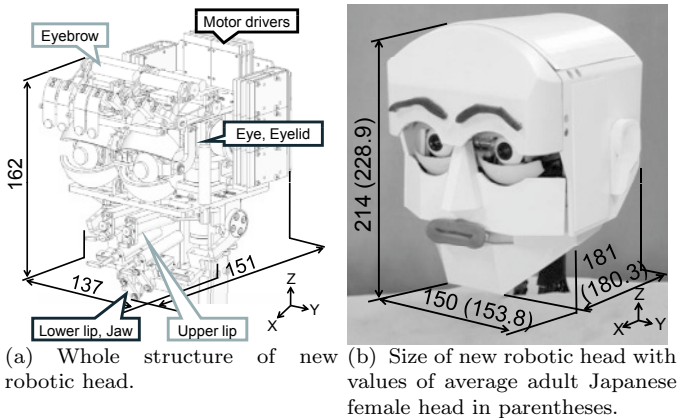 Motor drivers
Eyebrow
Eye, Eyelid
162
137
151
Z
Y
X
Lower lip, Jaw
Upper lip
(a) Whole structure of new
robotic head.
214 (228.9)
150 (153.8)
181
(180.3)
Z
Y
X
(b) Size of new robotic head with
values of average adult Japanese
female head in parentheses.